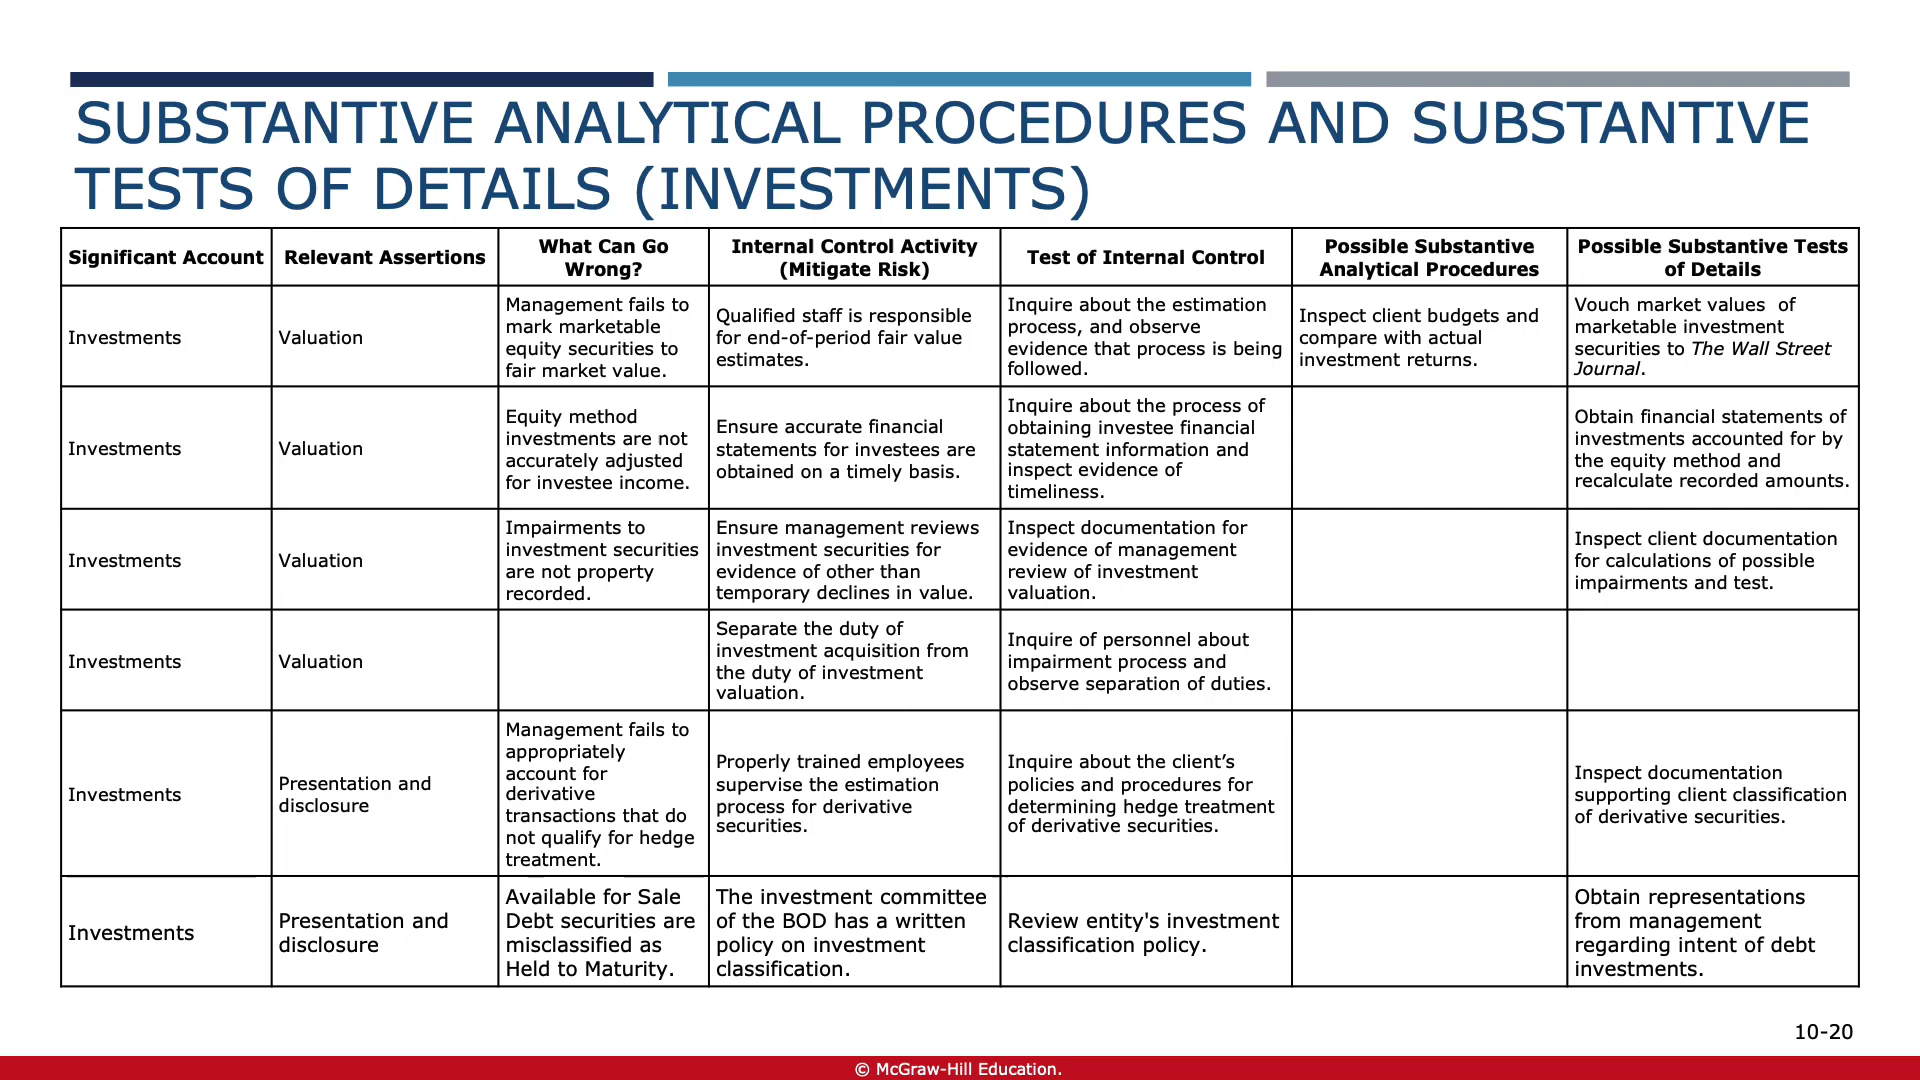 SUBSTANTIVE ANALYTICAL PROCEDURES AND SUBSTANTIVE
TESTS OF DETAILS (INVESTMENTS)
Significant Account
Relevant Assertions
What Can Go
Wrong?
Internal Control Activity
(Mitigate Risk)
Test of Internal Control
Possible Substantive
Analytical Procedures
Possible Substantive Tests
of Details
Investments
Valuation
Management fails to
mark marketable
equity securities to
fair market value.
Qualified staff is responsible
for end-of-period fair value
estimates.
Inquire about the estimation
process, and observe
evidence that process is being
followed.
Inspect client budgets and
compare with actual
investment returns.
Vouch market values of
marketable investment
securities to The Wall Street
Journal.
Investments
Valuation
Equity method
investments are not
accurately adjusted
for investee income.
Ensure accurate financial
statements for investees are
obtained on a timely basis.
Inquire about the process of
obtaining investee financial
statement information and
inspect evidence of
timeliness.
Obtain financial statements of
investments accounted for by
the equity method and
recalculate recorded amounts.
Investments
Valuation
Impairments to
investment securities
are not property
recorded.
Ensure management reviews
investment securities for
evidence of other than
temporary declines in value.
Inspect documentation for
evidence of management
review of investment
valuation.
Inspect client documentation
for calculations of possible
impairments and test.
Investments
Valuation
Separate the duty of
investment acquisition from
the duty of investment
valuation.
Inquire of personnel about
impairment process and
observe separation of duties.
Investments
Presentation and
disclosure
Management fails to
appropriately
account for
derivative
transactions that do
not qualify for hedge
treatment.
Properly trained employees
supervise the estimation
process for derivative
securities.
Inquire about the client’s
policies and procedures for
determining hedge treatment
of derivative securities.
Inspect documentation
supporting client classification
of derivative securities.
Investments
Presentation and
disclosure
Available for Sale
Debt securities are
misclassified as
Held to Maturity.
The investment committee
of the BOD has a written
policy on investment
classification.
Review entity's investment
classification policy.
Obtain representations
from management
regarding intent of debt
investments.
10-20
© McGraw-Hill Education.